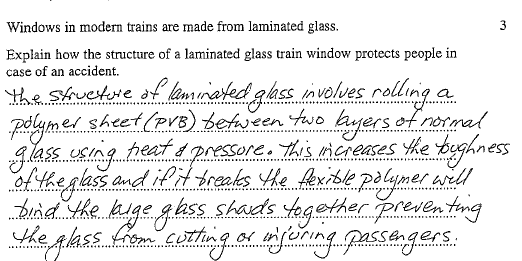 Windows in modern trains are made from laminated glass. 3
Explain how the structure of a laminated glass train window protects people in
case of an accident.
The structure of laminated glass involves rolling a
polymer sheet (PVB) between two layers of normal
glass using heat & pressure. This increases the toughness
of the glass and if it breaks the flexible polymer will
bind the large glass shards together preventing
the glass from cutting or injuring passengers.